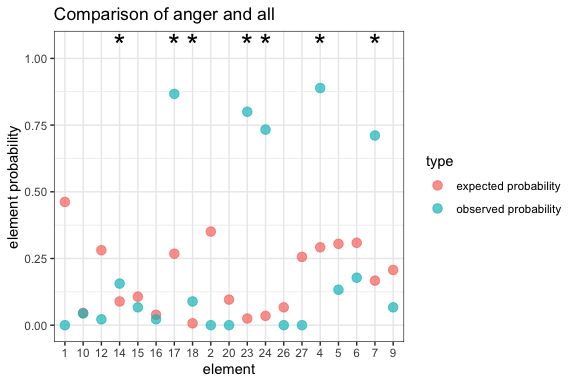 Comparison of anger and all
* * * * * * *
1.00
0.75
0.50
0.25
0.00
element probability
1 10 12 14 15 16 17 18 2 20 23 24 26 27 4 5 6 7 9
element
type
expected probability
observed probability